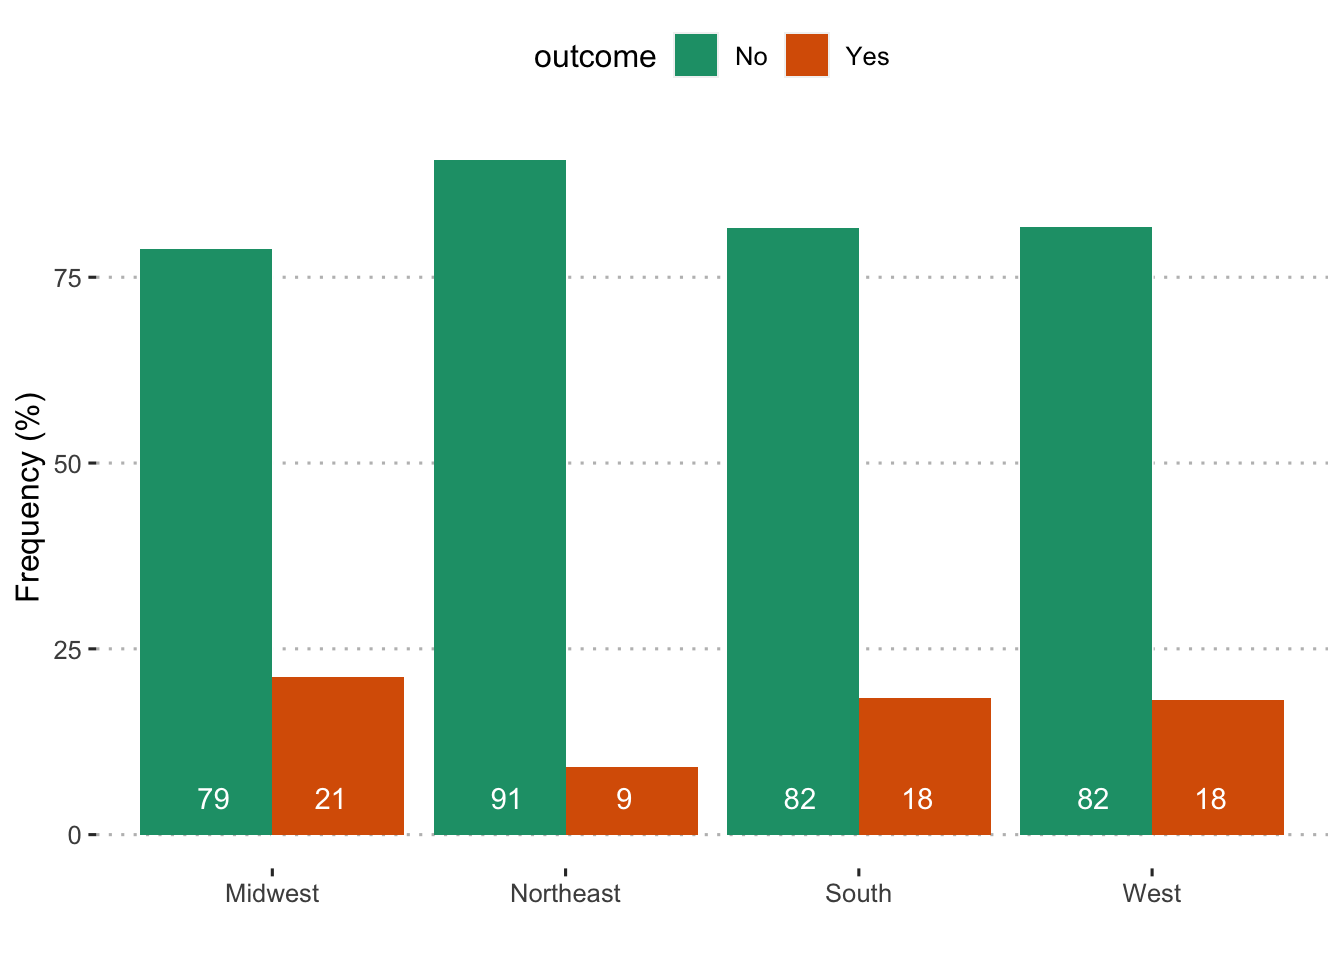 outcome No Yes
Frequency (%)
75
50
25
0
79 21 91 9 82 18 82 18
Midwest Northeast South West